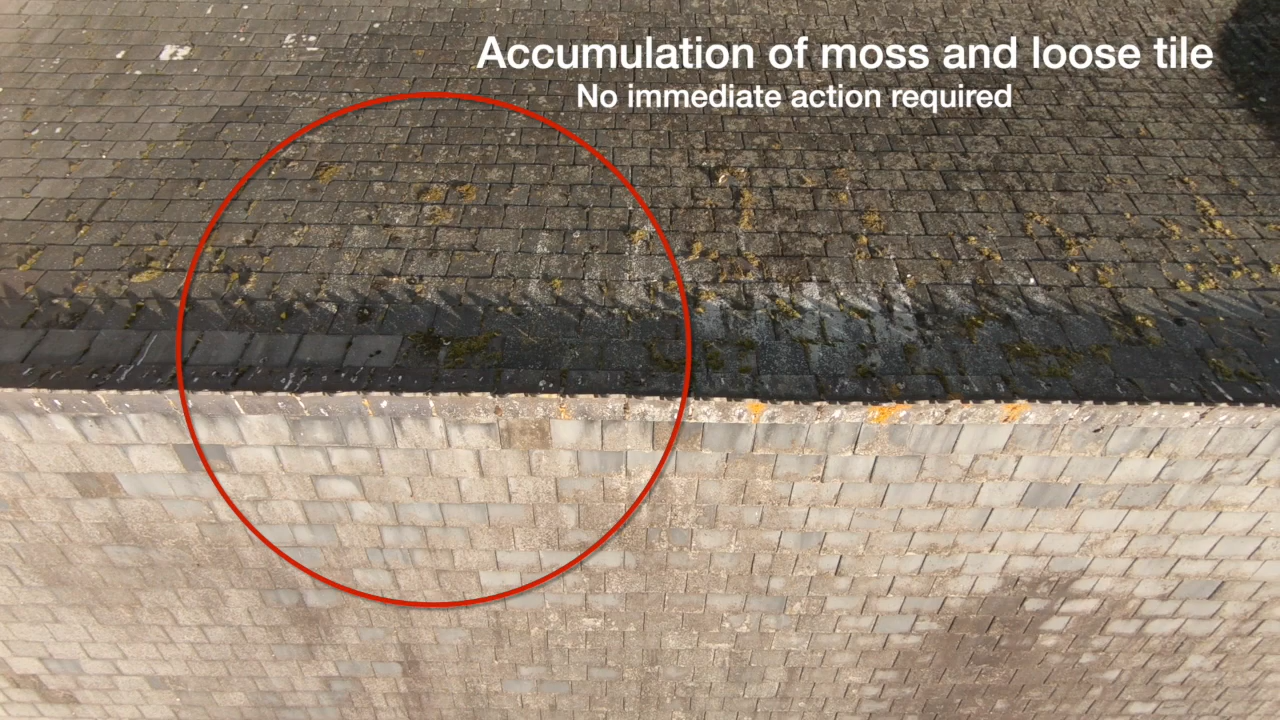 Accumulation of moss and loose tile
No immediate action required